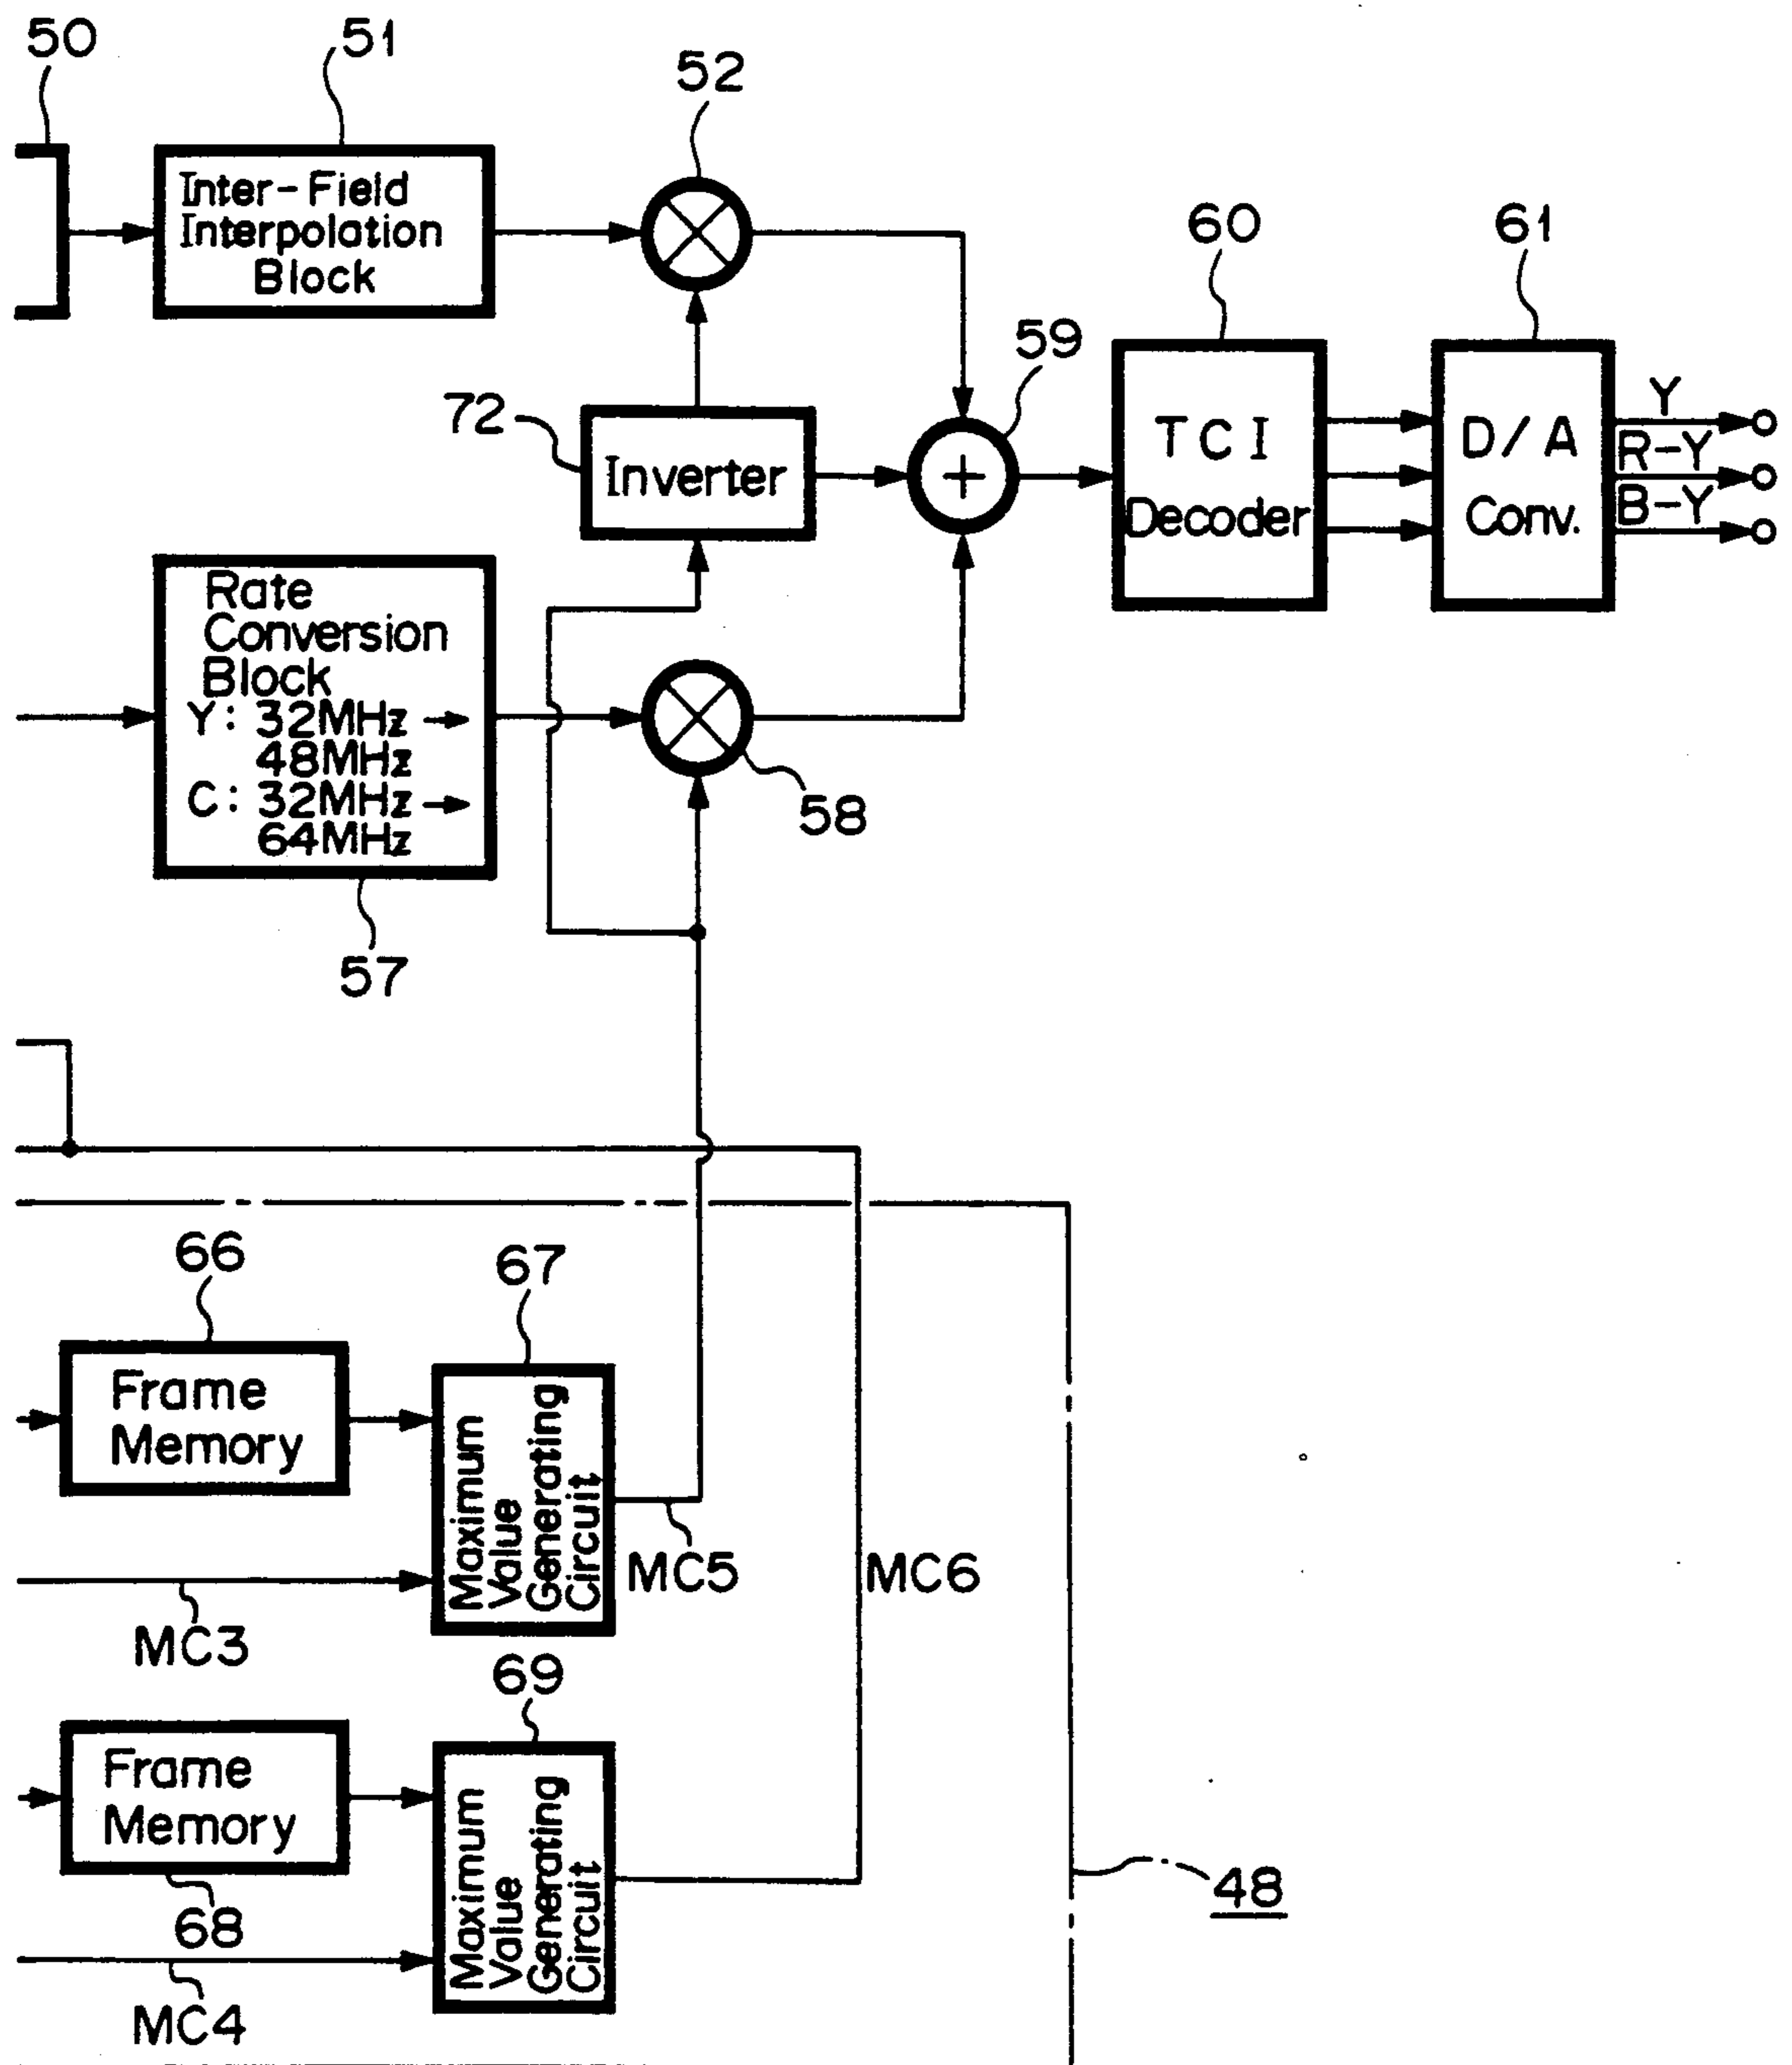 50
51
52
Inter-Field
Interpolation
Block
60
61
59
72
Inverter
+
TCI
Decoder
D/A
Conv.
Y
R-Y
B-Y
Rate
Conversion
Block
Y: 32MHz →
48MHz
C: 32MHz →
64MHz
58
57
66
67
Frame
Memory
Maximum
Value
Generating
Circuit
MC5
MC6
MC3
69
Frame
Memory
Maximum
Value
Generating
Circuit
68
48
MC4